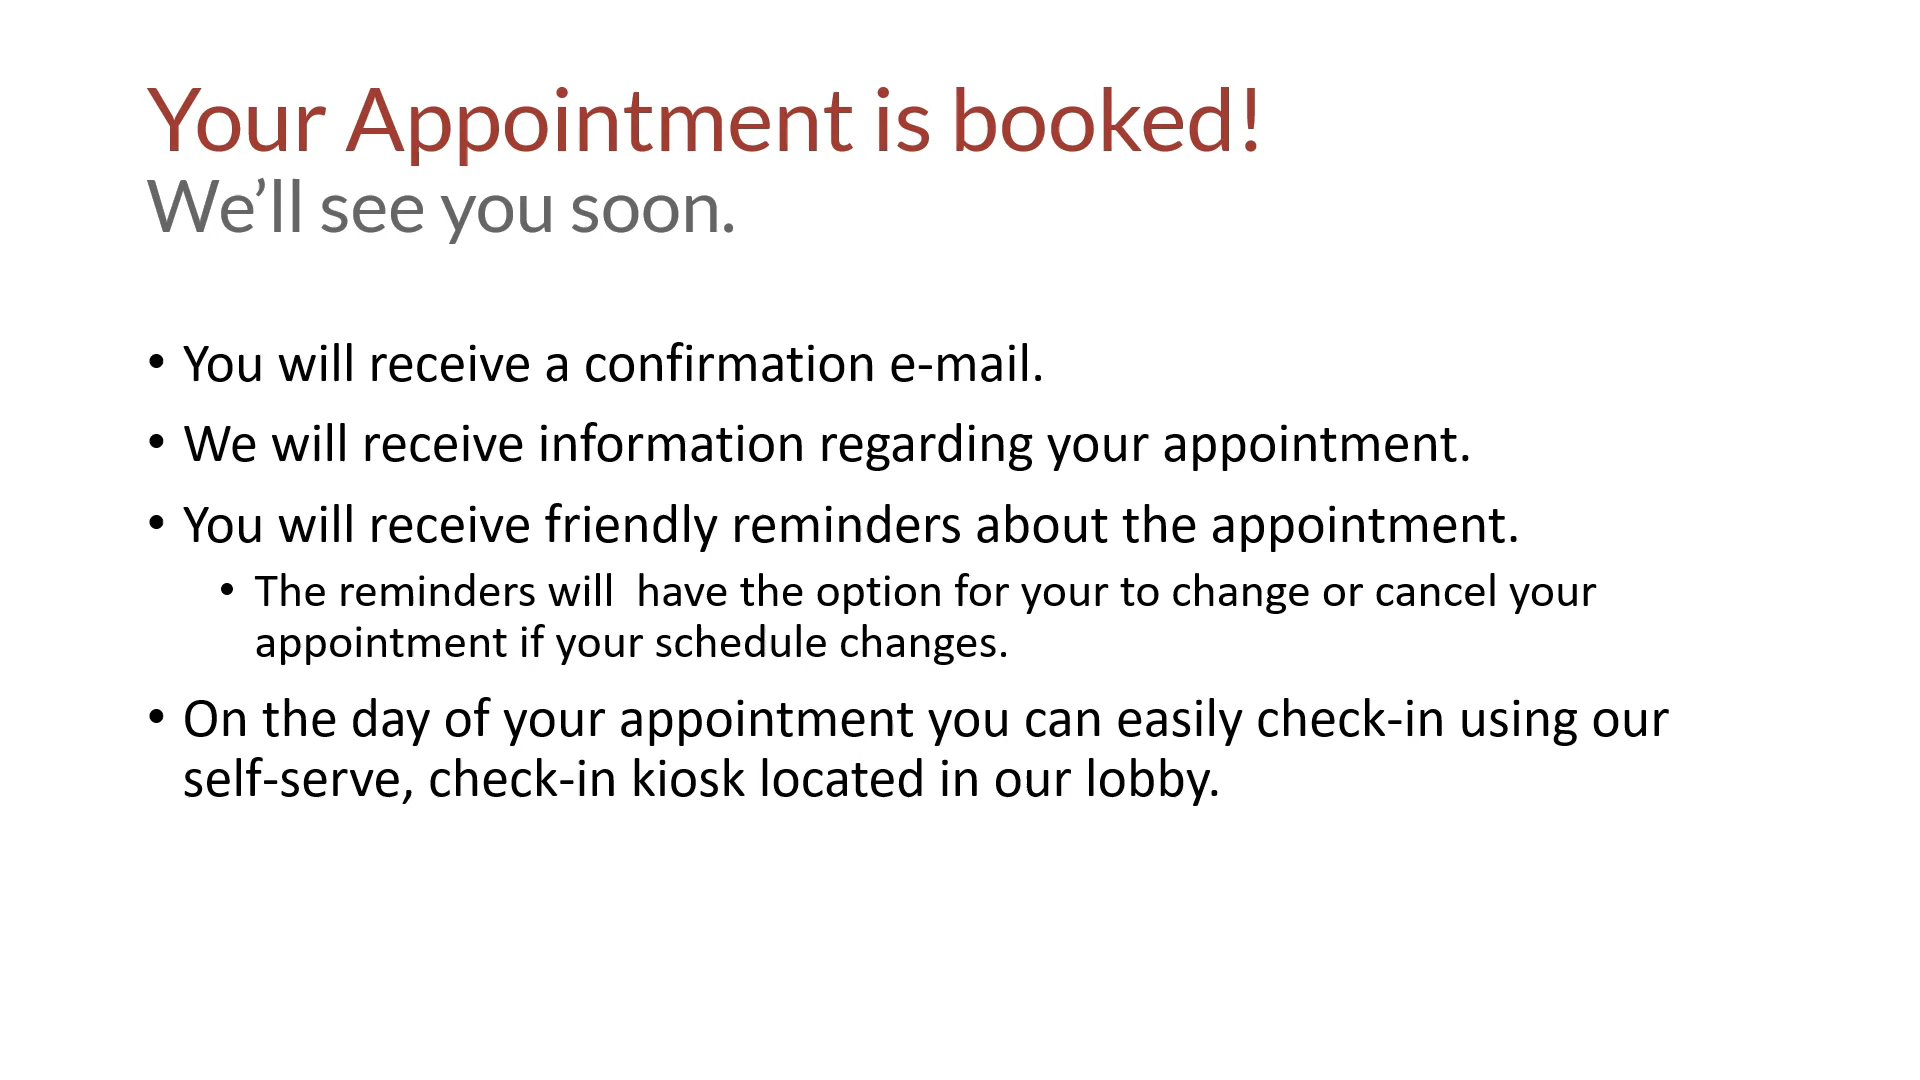 Your Appointment is booked!
We’ll see you soon.
• You will receive a confirmation e-mail.
• We will receive information regarding your appointment.
• You will receive friendly reminders about the appointment.
• The reminders will  have the option for your to change or cancel your
appointment if your schedule changes.
• On the day of your appointment you can easily check-in using our
self-serve, check-in kiosk located in our lobby.